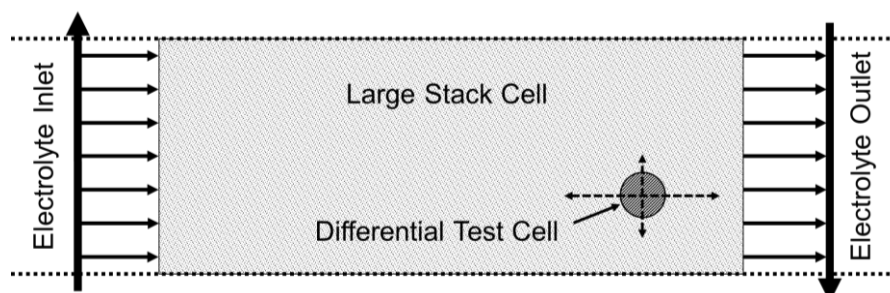 Electrolyte Inlet
Large Stack Cell
Differential Test Cell
Electrolyte Outlet